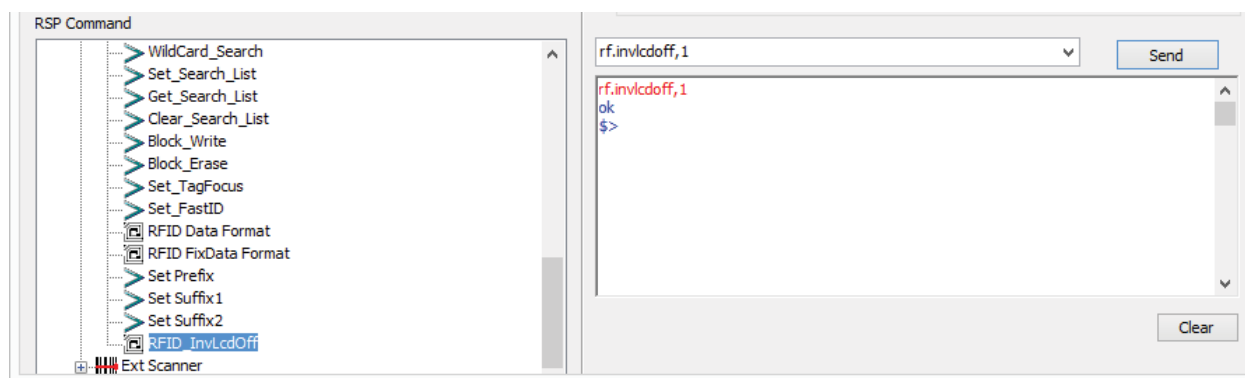 RSP Command
WildCard_Search
Set_Search_List
Get_Search_List
Clear_Search_List
Block_Write
Block_Erase
Set_TagFocus
Set_FastID
RFID Data Format
RFID FixData Format
Set Prefix
Set Suffix1
Set Suffix2
RFID_InvLcdOff
Ext Scanner
rf.invlcdoff,1
Send
rf.invlcdoff,1
ok
$>
Clear